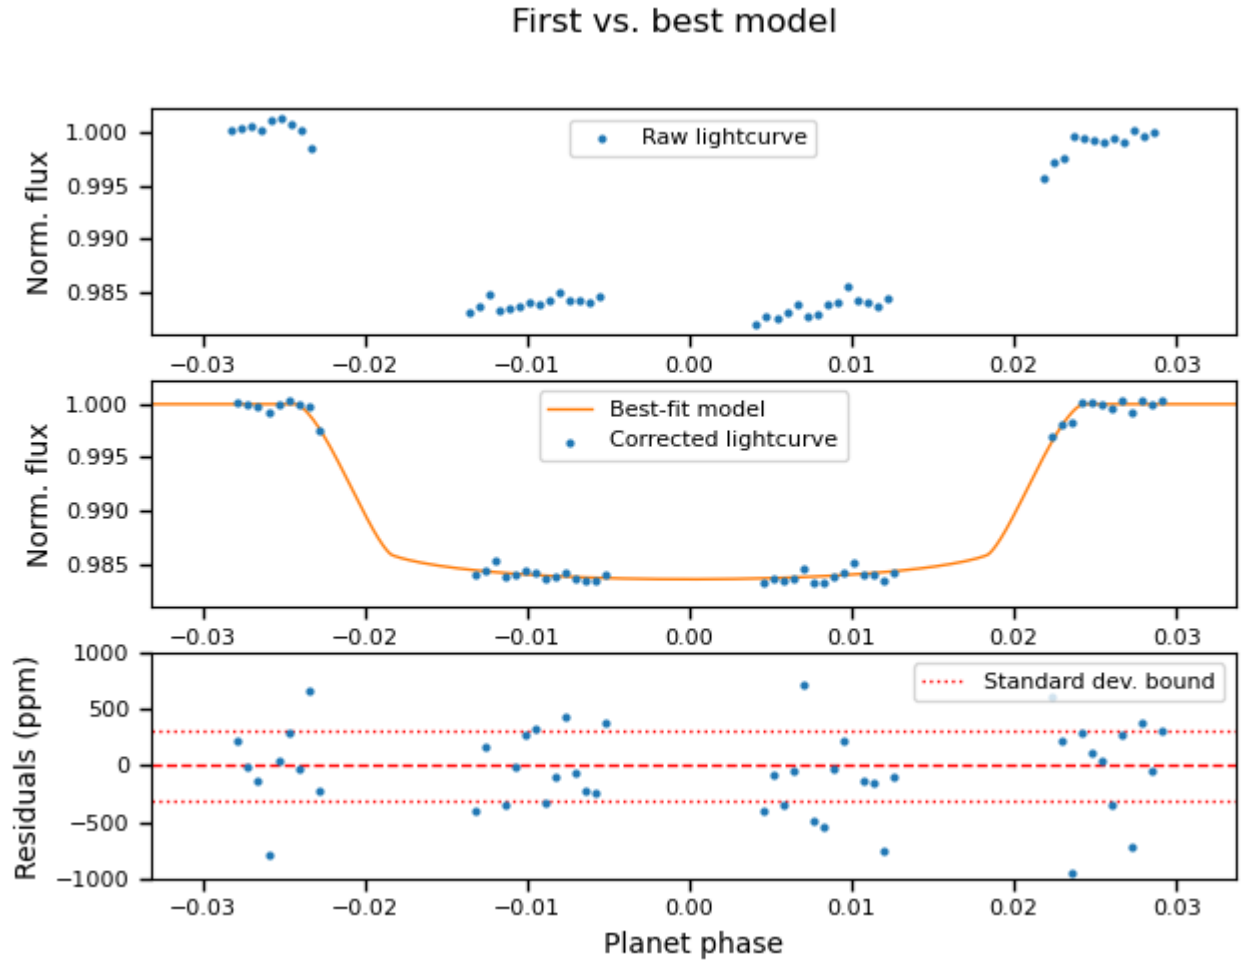 First vs. best model
Norm. flux
1.000
0.995
0.990
0.985
Raw lightcurve
−0.03 −0.02 −0.01 0.00 0.01 0.02 0.03
Norm. flux
1.000
0.995
0.990
0.985
Best-fit model
Corrected lightcurve
−0.03 −0.02 −0.01 0.00 0.01 0.02 0.03
Residuals (ppm)
1000
500
0
−500
−1000
Standard dev. bound
−0.03 −0.02 −0.01 0.00 0.01 0.02 0.03
Planet phase